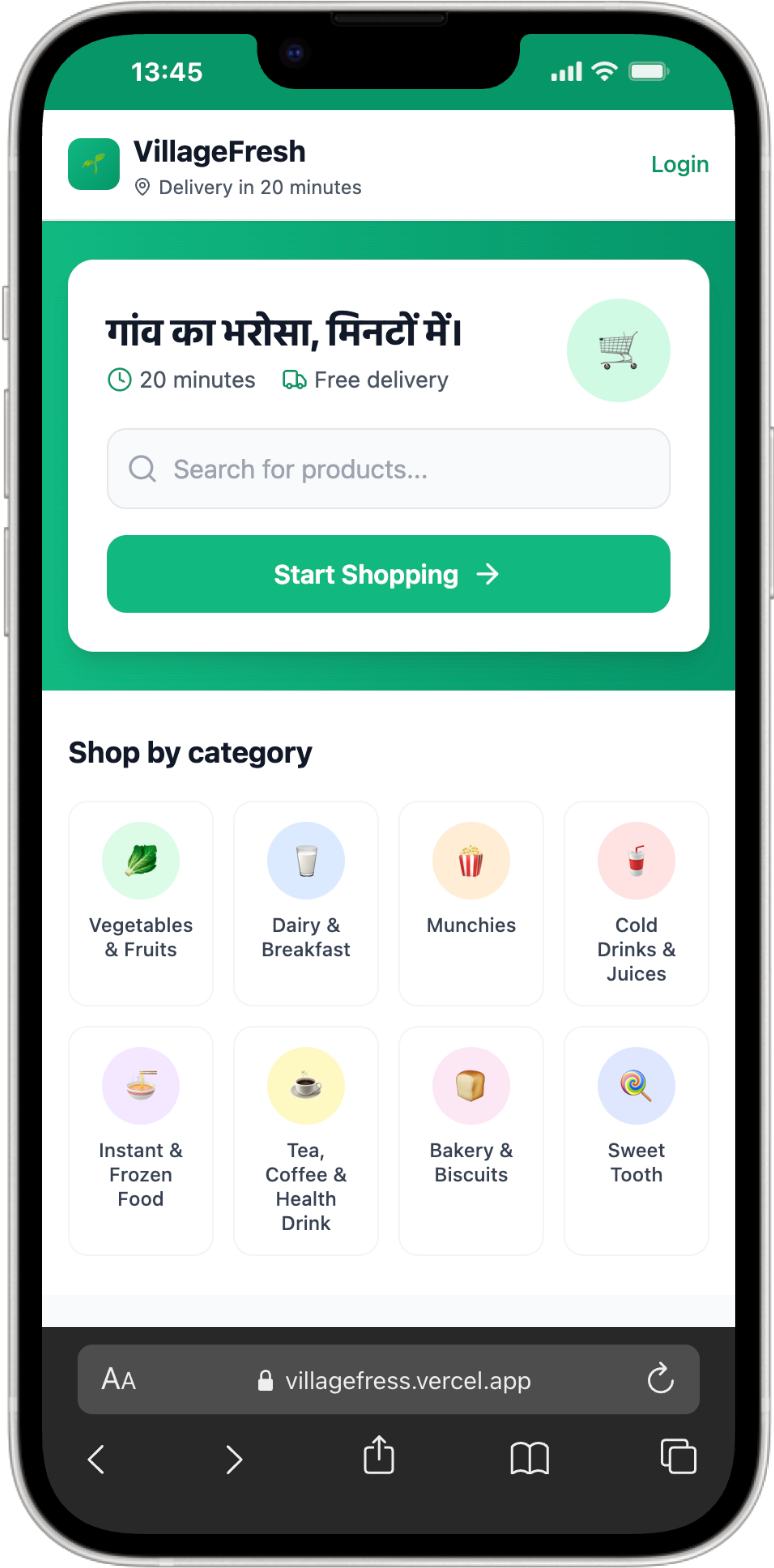 13:45
VillageFresh
Delivery in 20 minutes
Login
गांव का भरोसा, मिनटों में।
20 minutes
Free delivery
Search for products...
Start Shopping
Shop by category
Vegetables
& Fruits
Dairy &
Breakfast
Munchies
Cold
Drinks &
Juices
Instant &
Frozen
Food
Tea,
Coffee &
Health
Drink
Bakery &
Biscuits
Sweet
Tooth
AA
villagefress.vercel.app